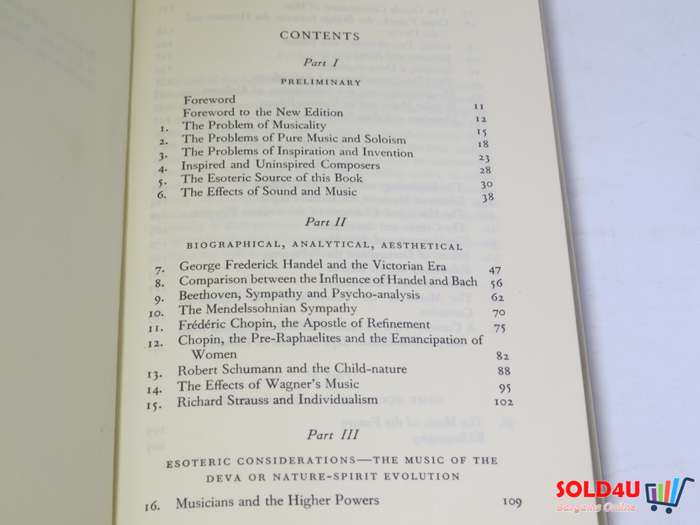 CONTENTS
Part I
PRELIMINARY
Foreword 11
Foreword to the New Edition 12
1. The Problem of Musicality 15
2. The Problems of Pure Music and Soloism 18
3. The Problems of Inspiration and Invention 23
4. Inspired and Uninspired Composers 28
5. The Esoteric Source of this Book 30
6. The Effects of Sound and Music 38
Part II
BIOGRAPHICAL, ANALYTICAL, AESTHETICAL
7. George Frederick Handel and the Victorian Era 47
8. Comparison between the Influence of Handel and Bach 56
9. Beethoven, Sympathy and Psycho-analysis 62
10. The Mendelssohnian Sympathy 70
11. Frédéric Chopin, the Apostle of Refinement 75
12. Chopin, the Pre-Raphaelites and the Emancipation of
Women 82
13. Robert Schumann and the Child-nature 88
14. The Effects of Wagner's Music 95
15. Richard Strauss and Individualism 102
Part III
ESOTERIC CONSIDERATIONS—THE MUSIC OF THE
DEVA OR NATURE-SPIRIT EVOLUTION
16. Musicians and the Higher Powers 109
SOLD4U
Bargains Online